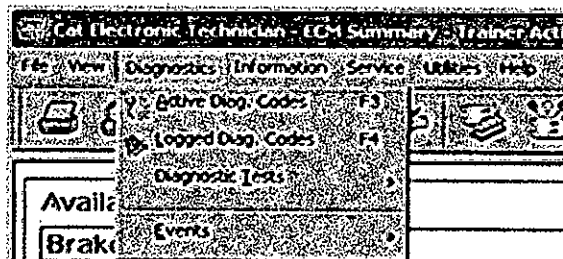 Cat Electronic Technician - ECM Summary - Trainer Acti
File View Diagnostics Information Service Utilities Help
Active Diag. Codes F3
Logged Diag. Codes F4
Diagnostic Tests
Availa
Events
Brake